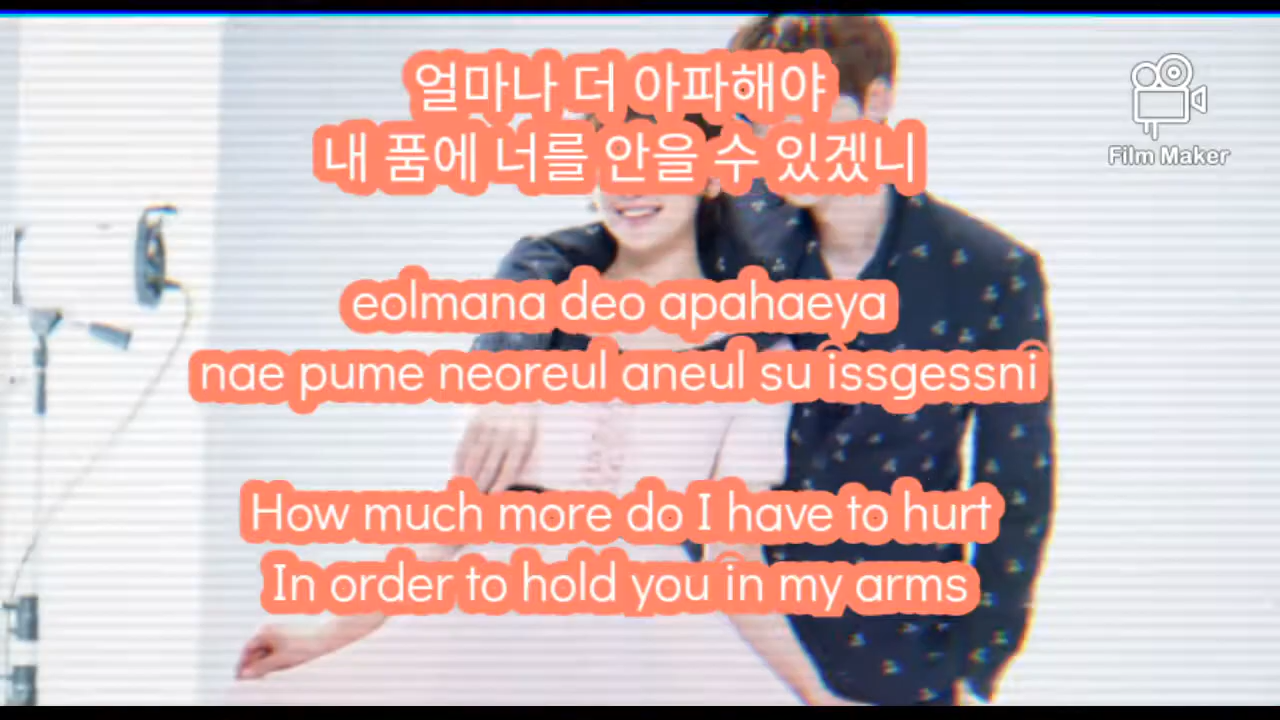 얼마나 더 아파해야
내 품에 너를 안을 수 있겠니
Film Maker
eolmana deo apahaeya
nae pume neoreul aneul su issgessni
How much more do I have to hurt
In order to hold you in my arms